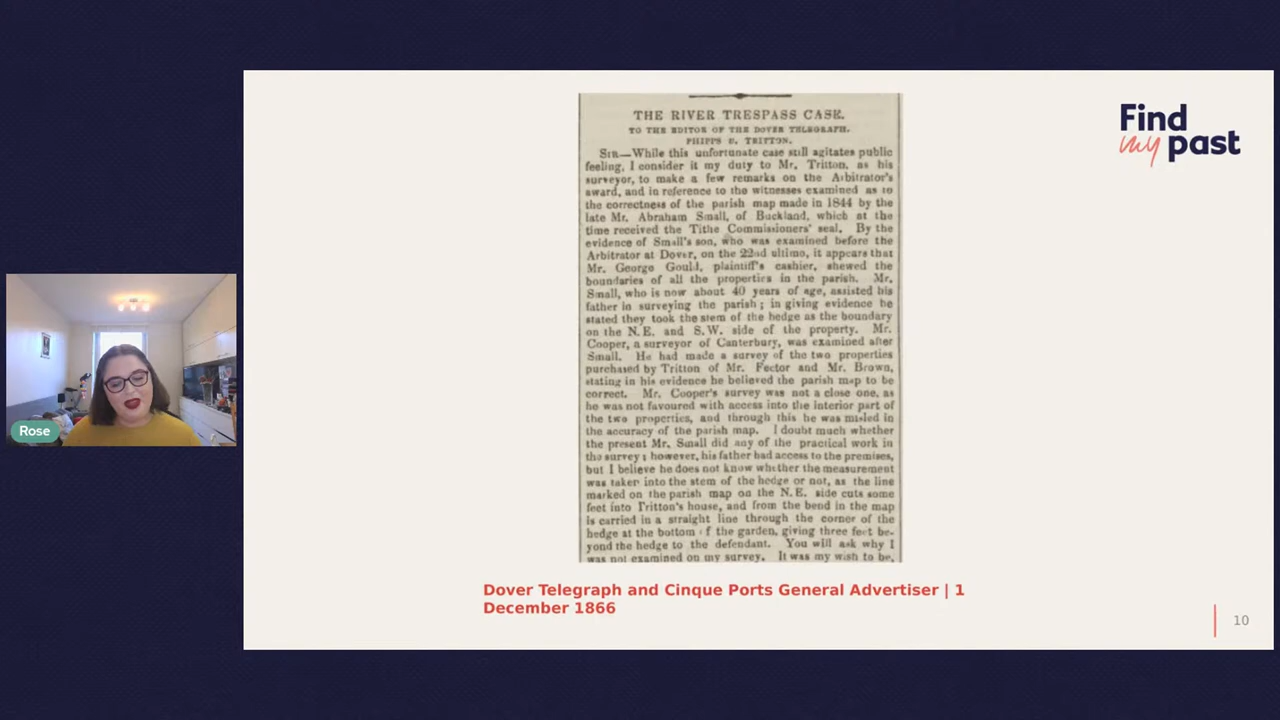 THE RIVER TRESPASS CASE.
TO THE EDITOR OF THE DOVER TELEGRAPH.
PHIPPS v. TRITTON.
SIR—While this unfortunate case still agitates public
feeling, I consider it my duty to Mr. Tritton, as his
surveyor, to make a few remarks on the Arbitrator's
award, and in reference to the witnesses examined as to
the correctness of the parish map made in 1844 by the
late Mr. Abraham Small, of Buckland, which at the
time received the Tithe Commissioners' seal. By the
evidence of Small's son, who was examined before the
Arbitrator at Dover, on the 22nd ultimo, it appears that
Mr. George Gould, plaintiff's cashier, shewed the
boundaries of all the properties in the parish. Mr.
Small, who is now about 40 years of age, assisted his
father in surveying the parish; in giving evidence he
stated they took the stem of the hedge as the boundary
on the N.E. and S.W. side of the property. Mr.
Cooper, a surveyor of Canterbury, was examined after
Small. He had made a survey of the two properties
purchased by Tritton of Mr. Fector and Mr. Brown,
stating in his evidence he believed the parish map to be
correct. Mr. Cooper's survey was not a close one, as
he was not favoured with access into the interior part of
the two properties, and through this he was misled in
the accuracy of the parish map. I doubt much whether
the present Mr. Small did any of the practical work in
the survey; however, his father had access to the premises,
but I believe he does not know whether the measurement
was taken into the stem of the hedge or not, as the line
marked on the parish map on the N.E. side cuts some
feet into Tritton's house, and from the bend in the map
is carried in a straight line through the corner of the
hedge at the bottom of the garden, giving three feet be-
yond the hedge to the defendant. You will ask why I
was not examined on my survey. It was my wish to be,
Find
my past
Rose
Dover Telegraph and Cinque Ports General Advertiser | 1
December 1866
10